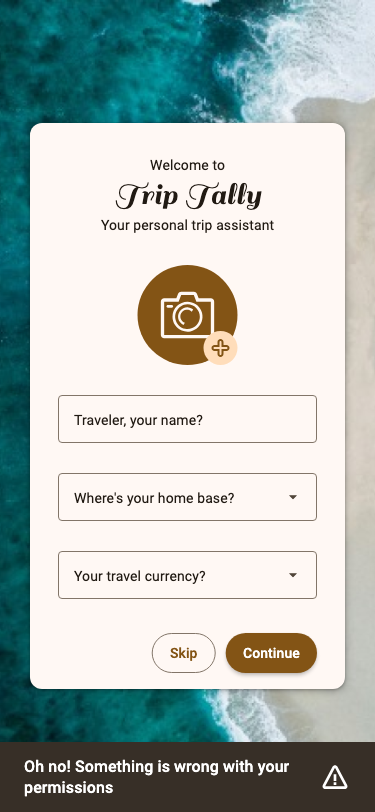 Welcome to
Trip Tally
Your personal trip assistant
Traveler, your name?
Where's your home base?
Your travel currency?
Skip
Continue
Oh no! Something is wrong with your
permissions